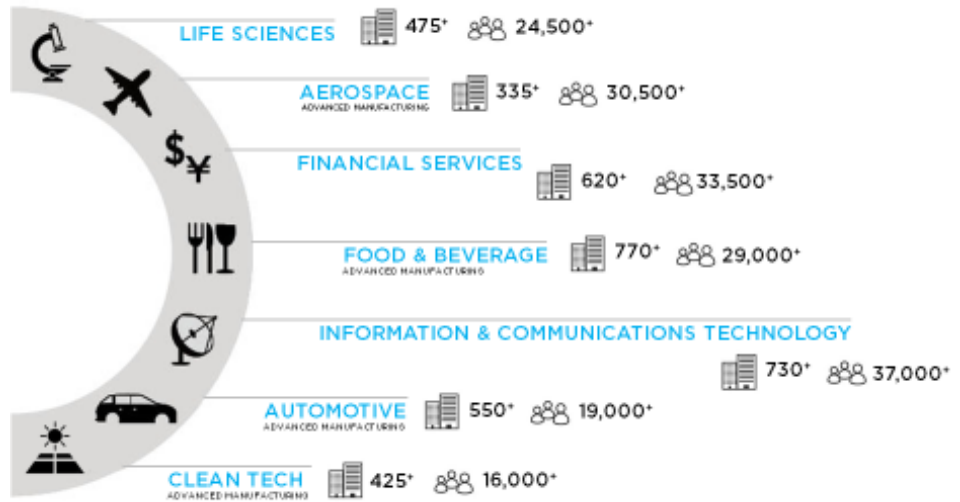 LIFE SCIENCES 475+ 24,500+
AEROSPACE 335+ 30,500+
ADVANCED MANUFACTURING
$ ¥
FINANCIAL SERVICES
620+ 33,500+
FOOD & BEVERAGE 770+ 29,000+
ADVANCED MANUFACTURING
INFORMATION & COMMUNICATIONS TECHNOLOGY
730+ 37,000+
AUTOMOTIVE 550+ 19,000+
ADVANCED MANUFACTURING
CLEAN TECH 425+ 16,000+
ADVANCED MANUFACTURING